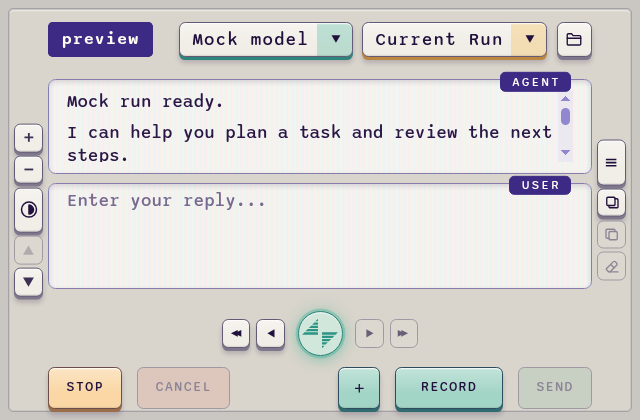 preview
Mock model
Current Run
AGENT
Mock run ready.
I can help you plan a task and review the next
steps.
USER
Enter your reply...
STOP
CANCEL
+
RECORD
SEND